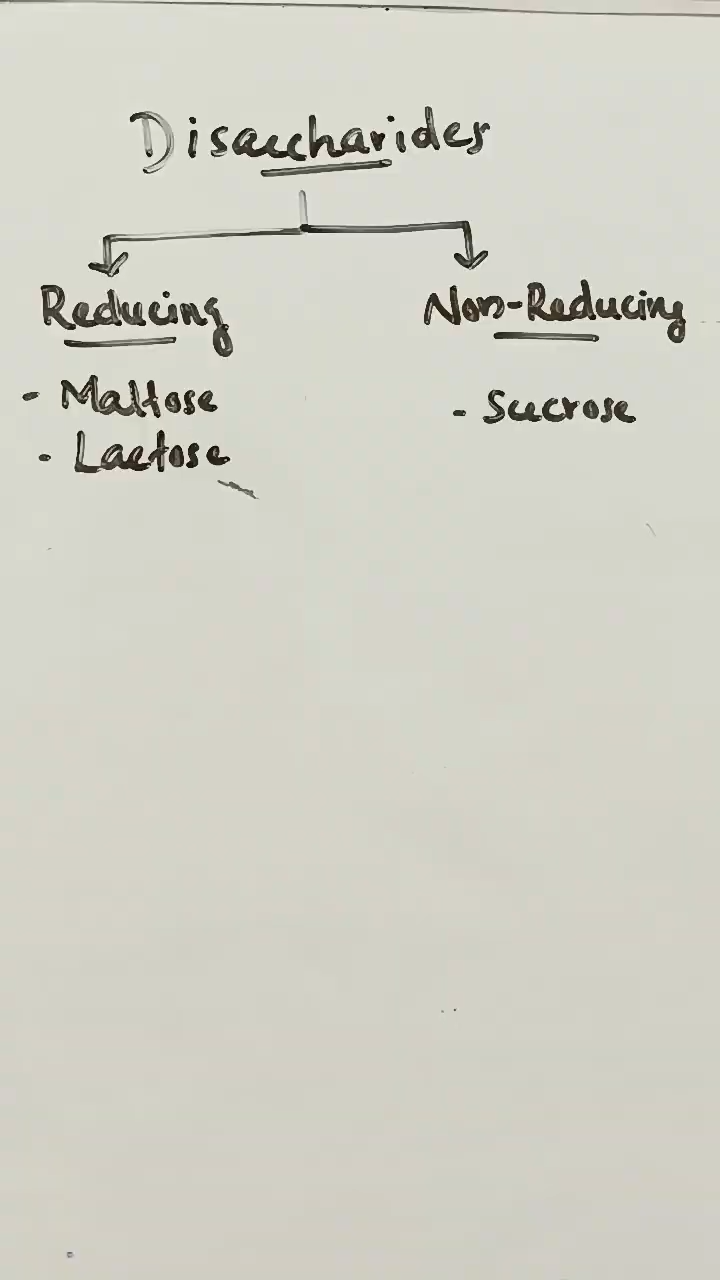 Disaccharides
Reducing
- Maltose
- Lactose
Non-Reducing
- Sucrose